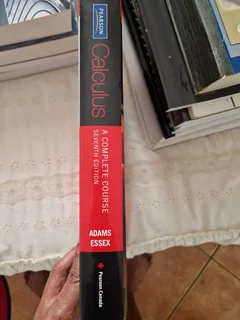 PEARSON
Calculus
A COMPLETE COURSE
SEVENTH EDITION
ADAMS
ESSEX
Pearson Canada